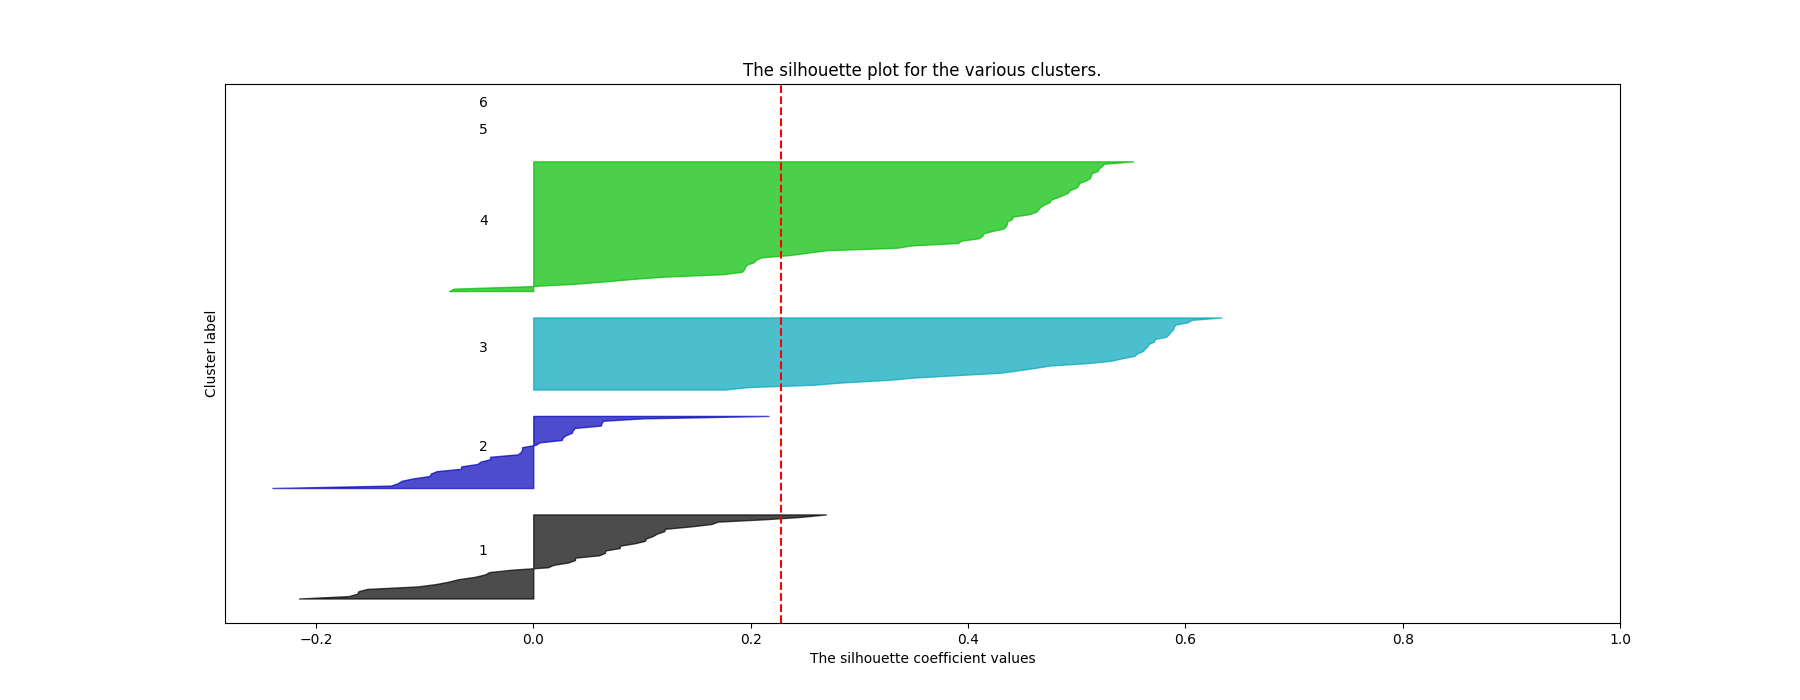 The silhouette plot for the various clusters.
6
5
4
3
2
1
Cluster label
−0.2 0.0 0.2 0.4 0.6 0.8 1.0
The silhouette coefficient values